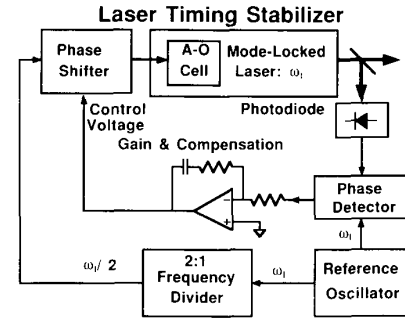 Laser Timing Stabilizer
Phase
Shifter
A-O
Cell
Mode-Locked
Laser: ω₁
Photodiode
Control
Voltage
Gain & Compensation
−
+
Phase
Detector
ω₁
ω₁/ 2
2:1
Frequency
Divider
ω₁
Reference
Oscillator